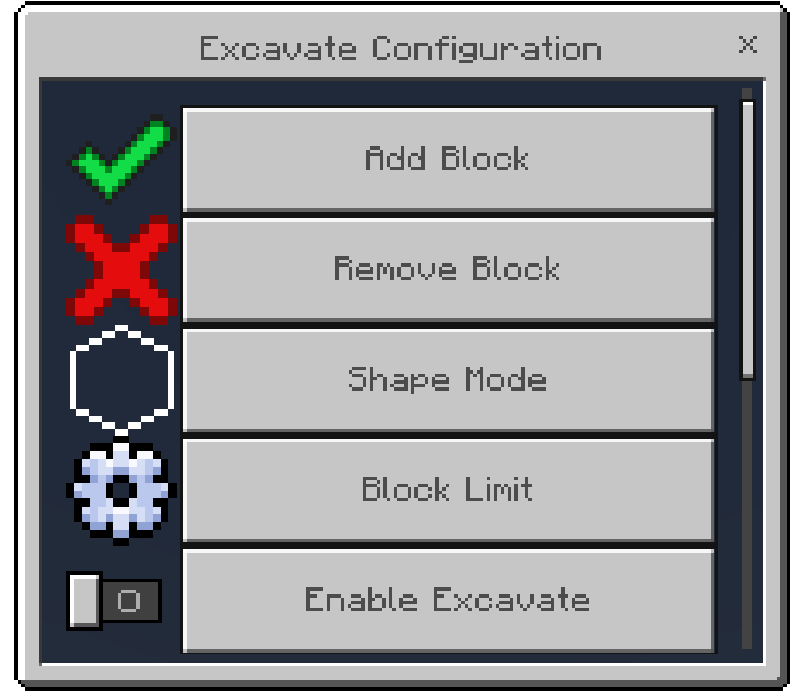 Excavate Configuration
Add Block
Remove Block
Shape Mode
Block Limit
Enable Excavate